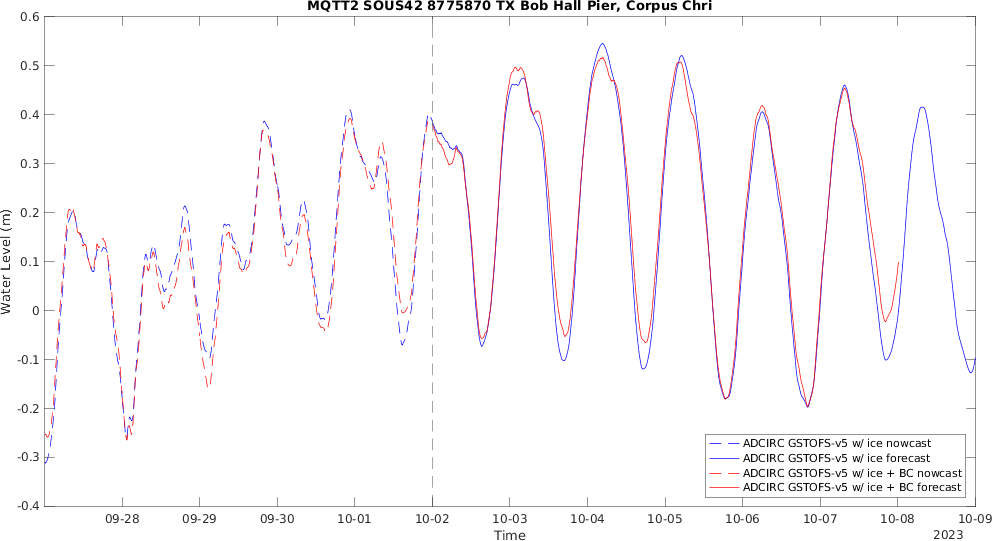 MQTT2 SOUS42 8775870 TX Bob Hall Pier, Corpus Chri
0.6
0.5
0.4
0.3
0.2
0.1
0
-0.1
-0.2
-0.3
-0.4
Water Level (m)
ADCIRC GSTOFS-v5 w/ ice nowcast
ADCIRC GSTOFS-v5 w/ ice forecast
ADCIRC GSTOFS-v5 w/ ice + BC nowcast
ADCIRC GSTOFS-v5 w/ ice + BC forecast
09-28 09-29 09-30 10-01 10-02 10-03 10-04 10-05 10-06 10-07 10-08 10-09
Time
2023